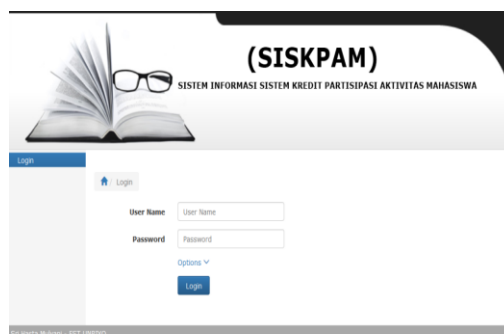 (SISKPAM)
SISTEM INFORMASI SISTEM KREDIT PARTISIPASI AKTIVITAS MAHASISWA
Login
/ Login
User Name User Name
Password Password
Options
Login